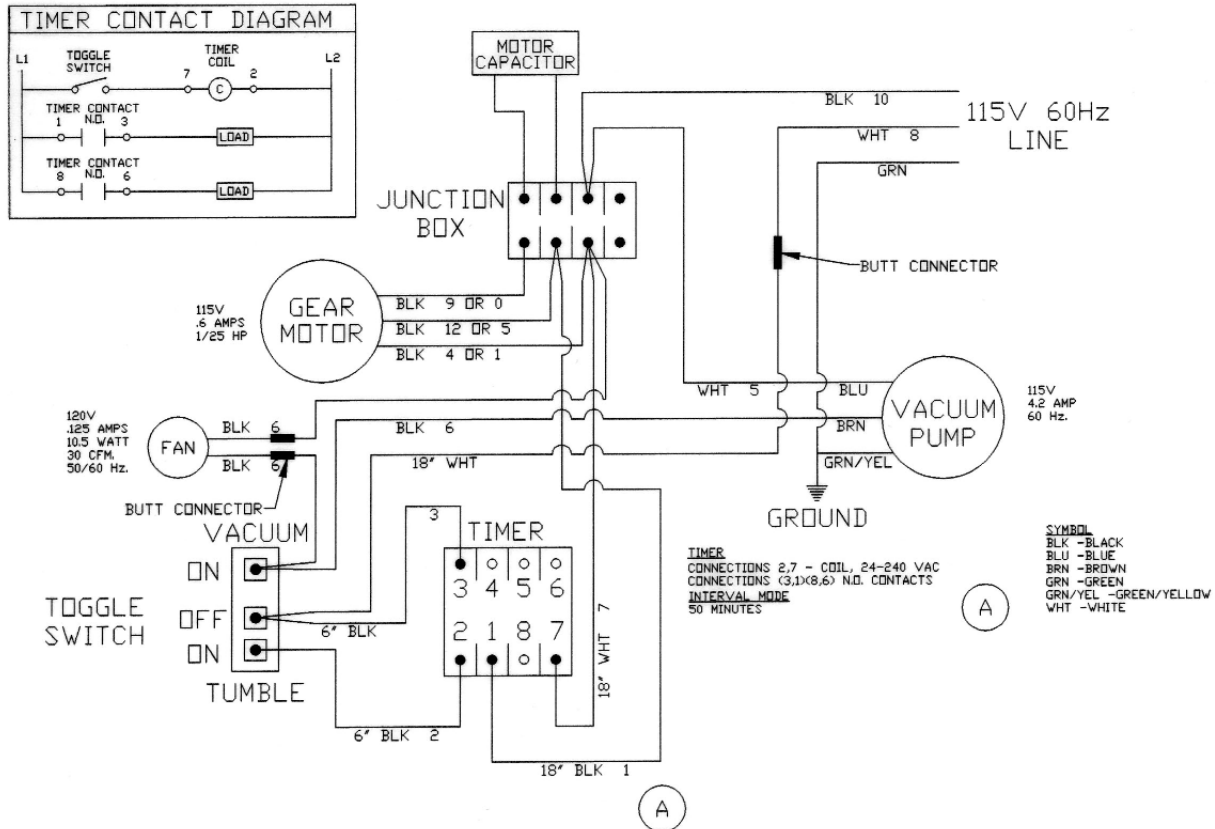 TIMER CONTACT DIAGRAM
L1
TOGGLE
SWITCH
TIMER
COIL
L2
7
C
2
TIMER CONTACT
1
N.O.
3
LOAD
TIMER CONTACT
8
N.O.
6
LOAD
MOTOR
CAPACITOR
BLK 10
WHT 8
GRN
115V 60Hz
LINE
JUNCTION
BOX
BUTT CONNECTOR
115V
.6 AMPS
1/25 HP
GEAR
MOTOR
BLK 9 OR 0
BLK 12 OR 5
BLK 4 OR 1
WHT 5
BLU
BRN
GRN/YEL
VACUUM
PUMP
115V
4.2 AMP
60 Hz.
120V
.125 AMPS
10.5 WATT
30 CFM.
50/60 Hz.
FAN
BLK 6
BLK 6
BLK 6
18" WHT
BUTT CONNECTOR
GROUND
VACUUM
ON
OFF
ON
TUMBLE
TOGGLE
SWITCH
3
6" BLK
6" BLK 2
TIMER
3 4 5 6
2 1 8 7
18" WHT 7
18" BLK 1
TIMER
CONNECTIONS 2,7 - COIL, 24-240 VAC
CONNECTIONS (3,1)(8,6) N.O. CONTACTS
INTERVAL MODE
50 MINUTES
A
SYMBOL
BLK -BLACK
BLU -BLUE
BRN -BROWN
GRN -GREEN
GRN/YEL -GREEN/YELLOW
WHT -WHITE
A